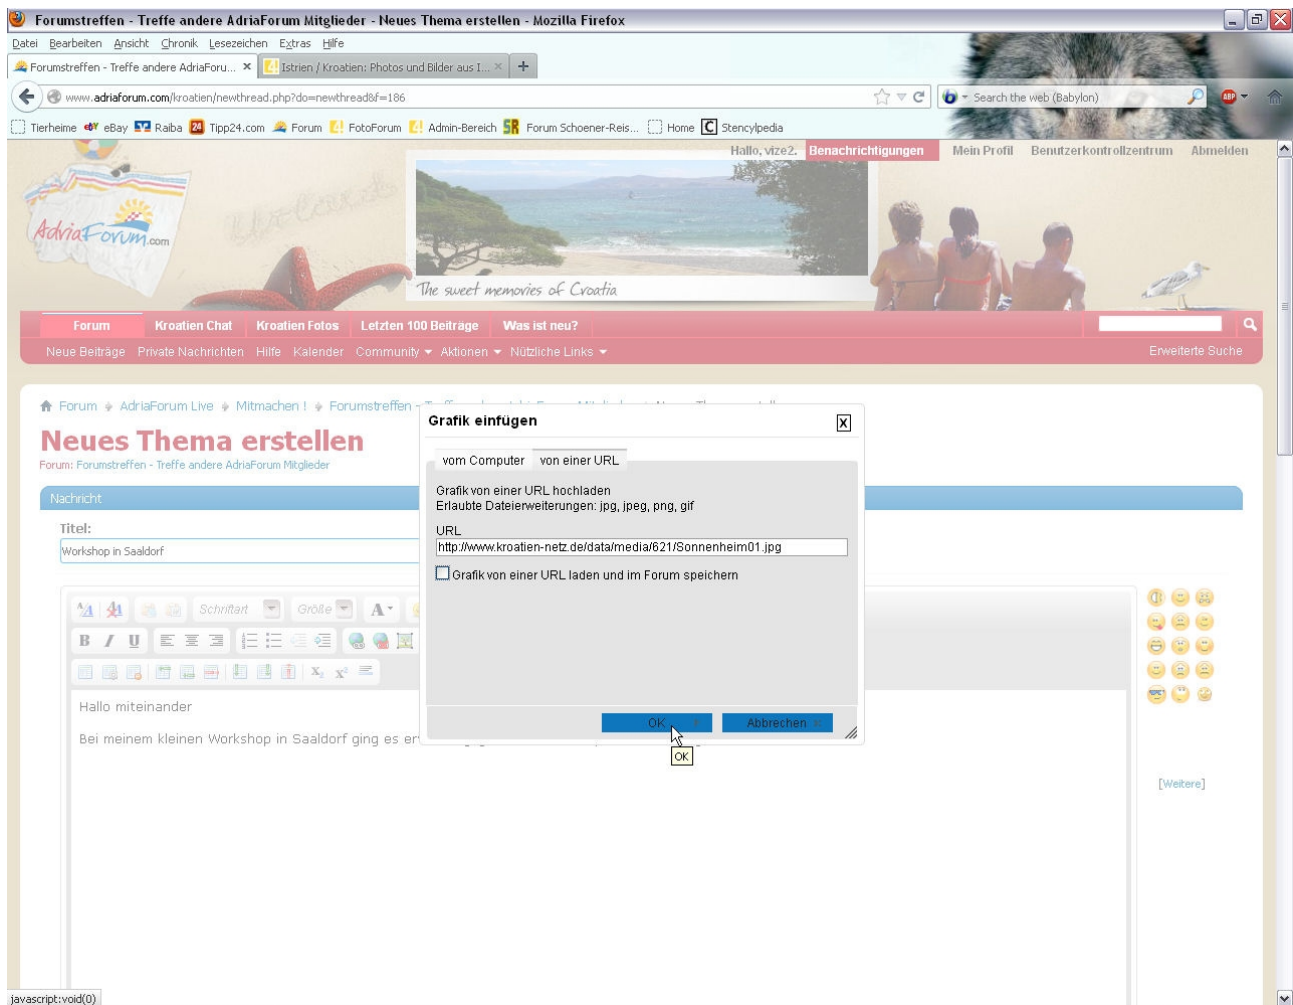 Forumstreffen - Treffe andere AdriaForum Mitglieder - Neues Thema erstellen - Mozilla Firefox
Datei Bearbeiten Ansicht Chronik Lesezeichen Extras Hilfe
Forumstreffen - Treffe andere AdriaForu... Istrien / Kroatien: Photos und Bilder aus I...
www.adriaforum.com/kroatien/newthread.php?do=newthread&f=186 Search the web (Babylon) ABP
Tierheime eBay Raiba 24 Tipp24.com Forum FotoForum Admin-Bereich SR Forum Schoener-Reis... Home C Stencylpedia
Hallo, vize2. Benachrichtigungen Mein Profil Benutzerkontrollzentrum Abmelden
AdriaForum.com
The sweet memories of Croatia
Forum Kroatien Chat Kroatien Fotos Letzten 100 Beiträge Was ist neu?
Neue Beiträge Private Nachrichten Hilfe Kalender Community Aktionen Nützliche Links Erweiterte Suche
Forum AdriaForum Live Mitmachen ! Forumstreffen -
Grafik einfügen
X
Neues Thema erstellen
Forum: Forumstreffen - Treffe andere AdriaForum Mitglieder
vom Computer von einer URL
Grafik von einer URL hochladen
Erlaubte Dateierweiterungen: jpg, jpeg, png, gif
Nachricht
Titel:
URL
Workshop in Saaldorf
http://www.kroatien-netz.de/data/media/621/Sonnenheim01.jpg
Grafik von einer URL laden und im Forum speichern
Schriftart Größe A
B I U
X₂ X²
Hallo miteinander
OK Abbrechen
Bei meinem kleinen Workshop in Saaldorf ging es
OK
[Weitere]
javascript:void(0)